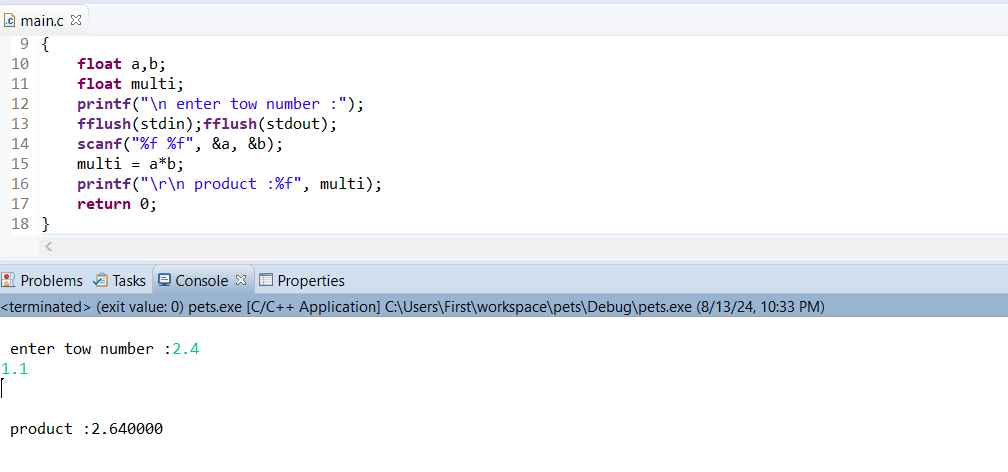 .c main.c
9 {
10 float a,b;
11 float multi;
12 printf("\n enter tow number :");
13 fflush(stdin);fflush(stdout);
14 scanf("%f %f", &a, &b);
15 multi = a*b;
16 printf("\r\n product :%f", multi);
17 return 0;
18 }
Problems Tasks Console Properties
<terminated> (exit value: 0) pets.exe [C/C++ Application] C:\Users\First\workspace\pets\Debug\pets.exe (8/13/24, 10:33 PM)
enter tow number :2.4
1.1
product :2.640000